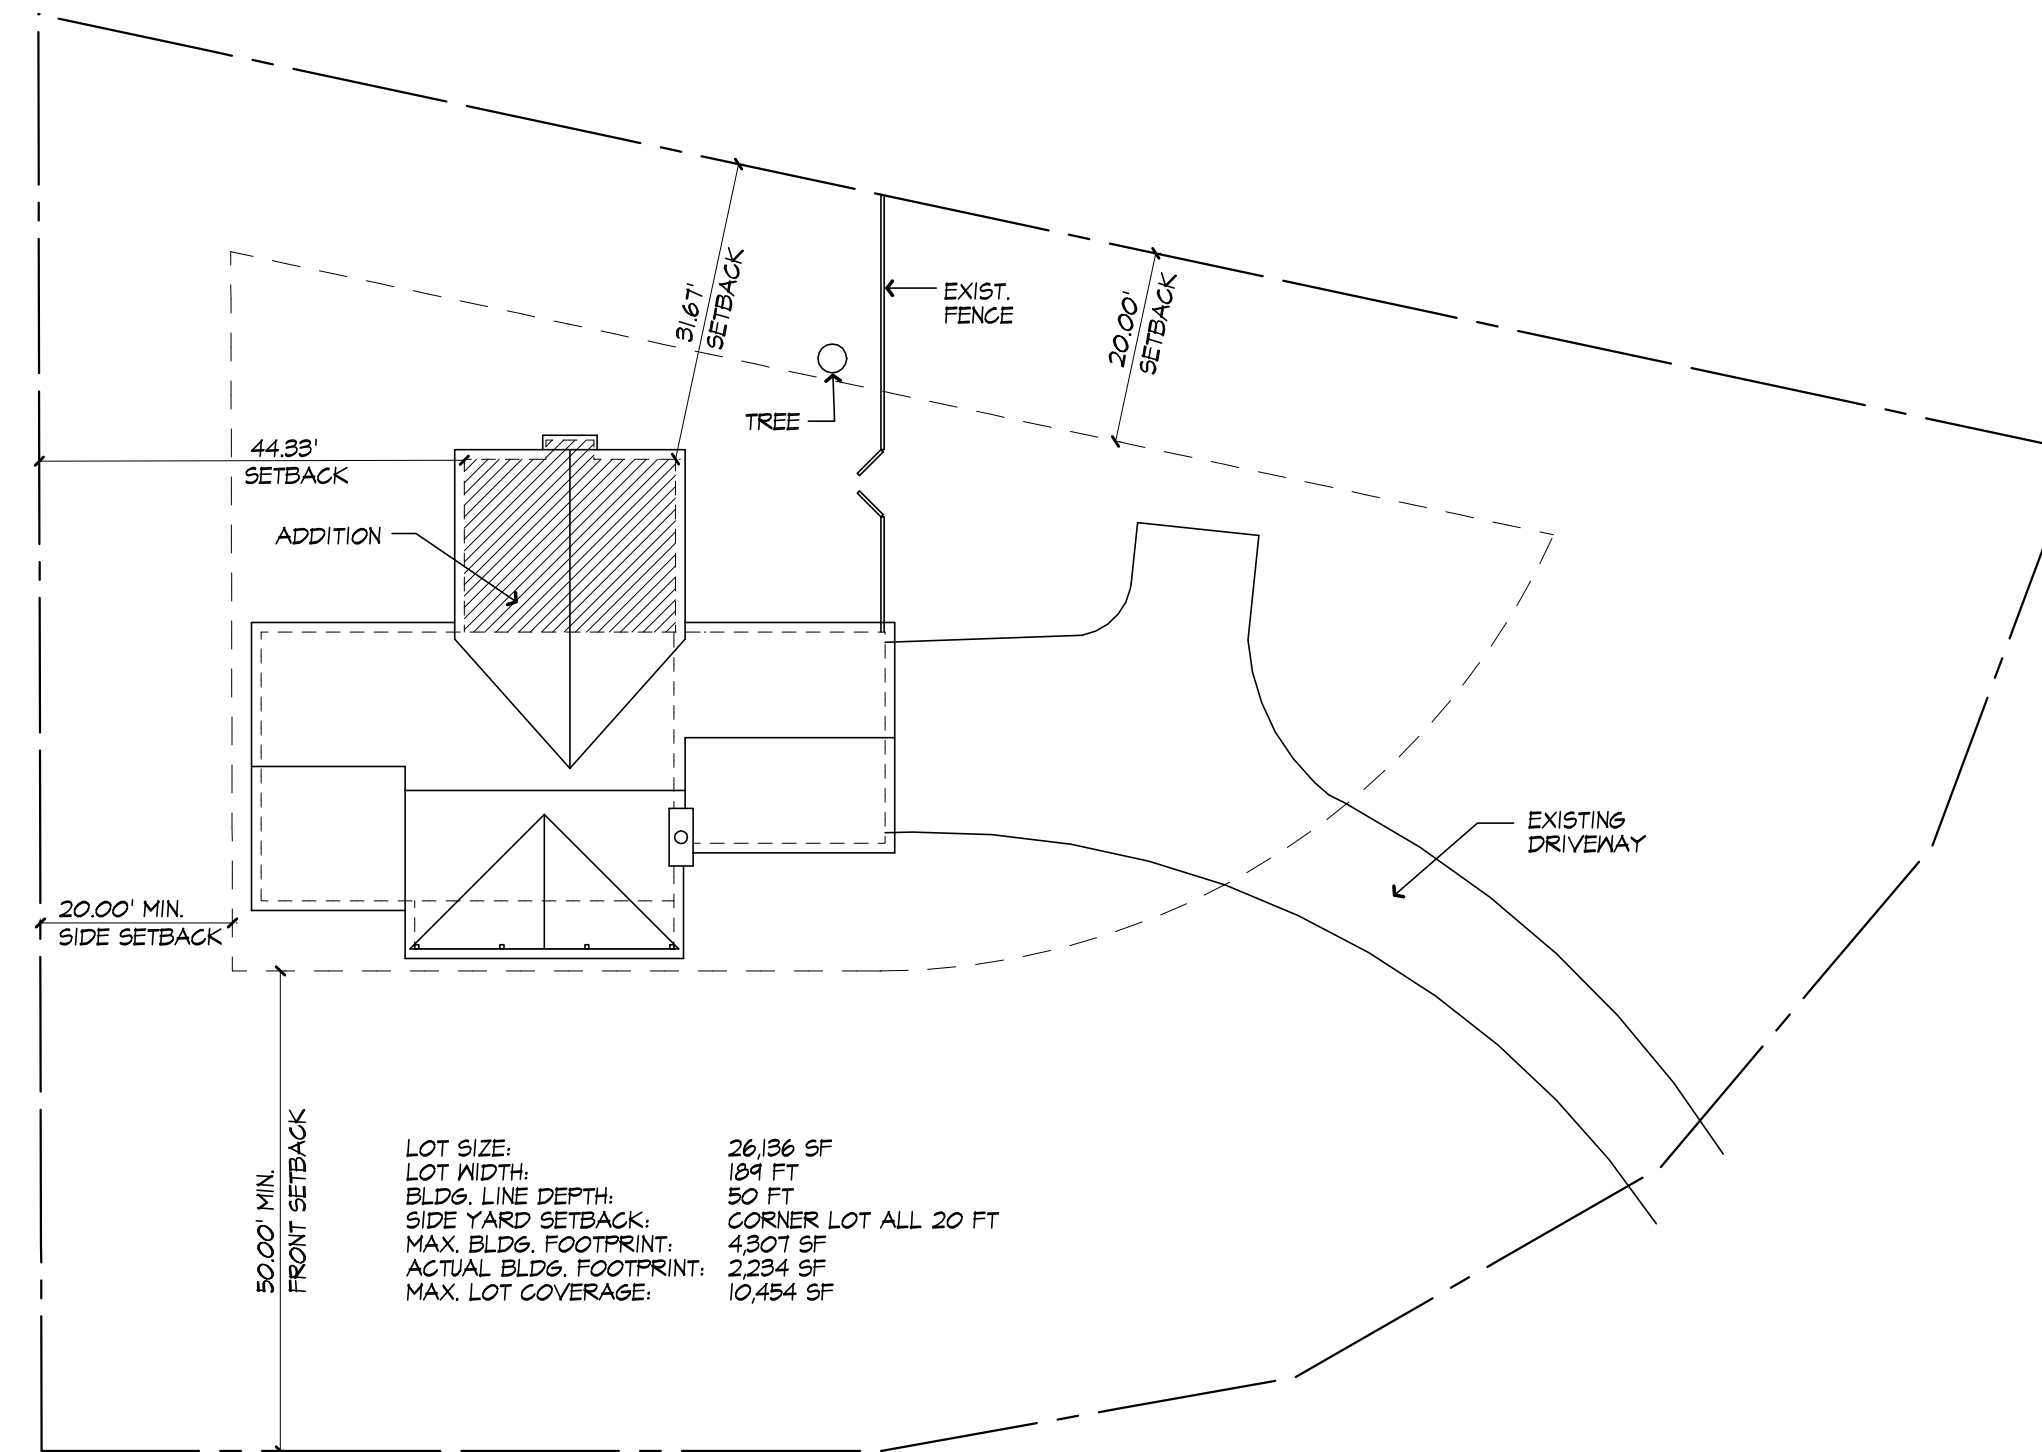 31.67'
SETBACK
EXIST.
FENCE
20.00'
SETBACK
TREE
44.33'
SETBACK
ADDITION
EXISTING
DRIVEWAY
20.00' MIN.
SIDE SETBACK
50.00' MIN.
FRONT SETBACK
LOT SIZE: 26,136 SF
LOT WIDTH: 189 FT
BLDG. LINE DEPTH: 50 FT
SIDE YARD SETBACK: CORNER LOT ALL 20 FT
MAX. BLDG. FOOTPRINT: 4,307 SF
ACTUAL BLDG. FOOTPRINT: 2,234 SF
MAX. LOT COVERAGE: 10,454 SF